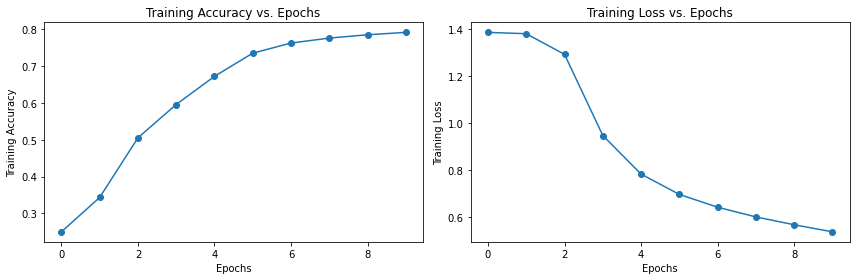 Training Accuracy vs. Epochs
Training Accuracy
0.8
0.7
0.6
0.5
0.4
0.3
0 2 4 6 8
Epochs
Training Loss vs. Epochs
Training Loss
1.4
1.2
1.0
0.8
0.6
0 2 4 6 8
Epochs